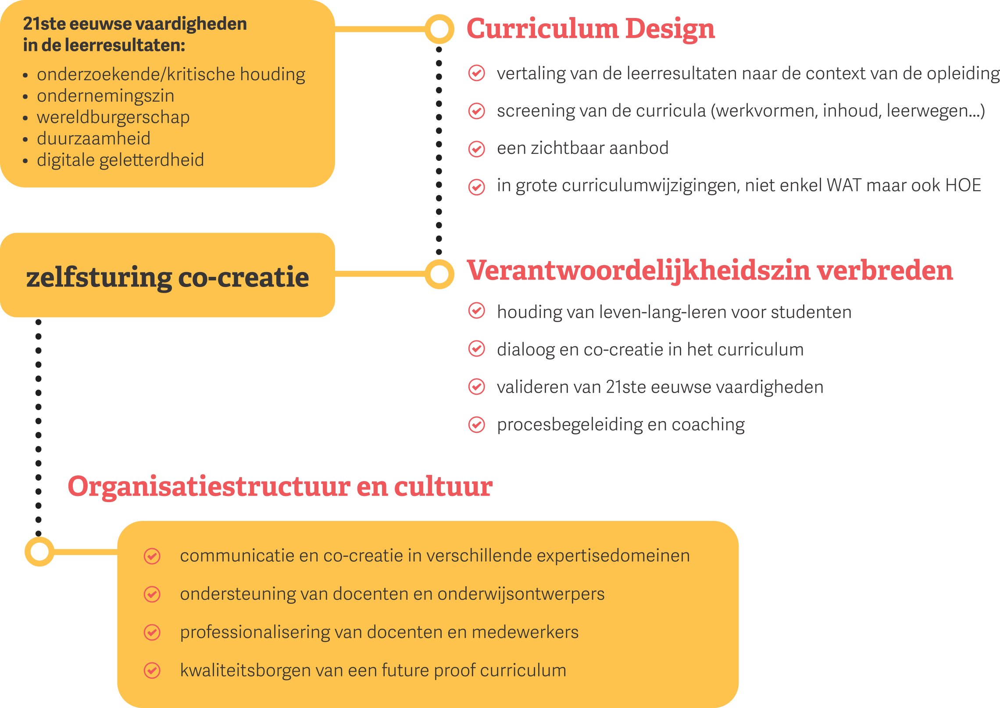 21ste eeuwse vaardigheden
in de leerresultaten:
• onderzoekende/kritische houding
• ondernemingszin
• wereldburgerschap
• duurzaamheid
• digitale geletterdheid
Curriculum Design
vertaling van de leerresultaten naar de context van de opleiding
screening van de curricula (werkvormen, inhoud, leerwegen...)
een zichtbaar aanbod
in grote curriculumwijzigingen, niet enkel WAT maar ook HOE
zelfsturing co-creatie
Verantwoordelijkheidszin verbreden
houding van leven-lang-leren voor studenten
dialoog en co-creatie in het curriculum
valideren van 21ste eeuwse vaardigheden
procesbegeleiding en coaching
Organisatiestructuur en cultuur
communicatie en co-creatie in verschillende expertisedomeinen
ondersteuning van docenten en onderwijsontwerpers
professionalisering van docenten en medewerkers
kwaliteitsborgen van een future proof curriculum